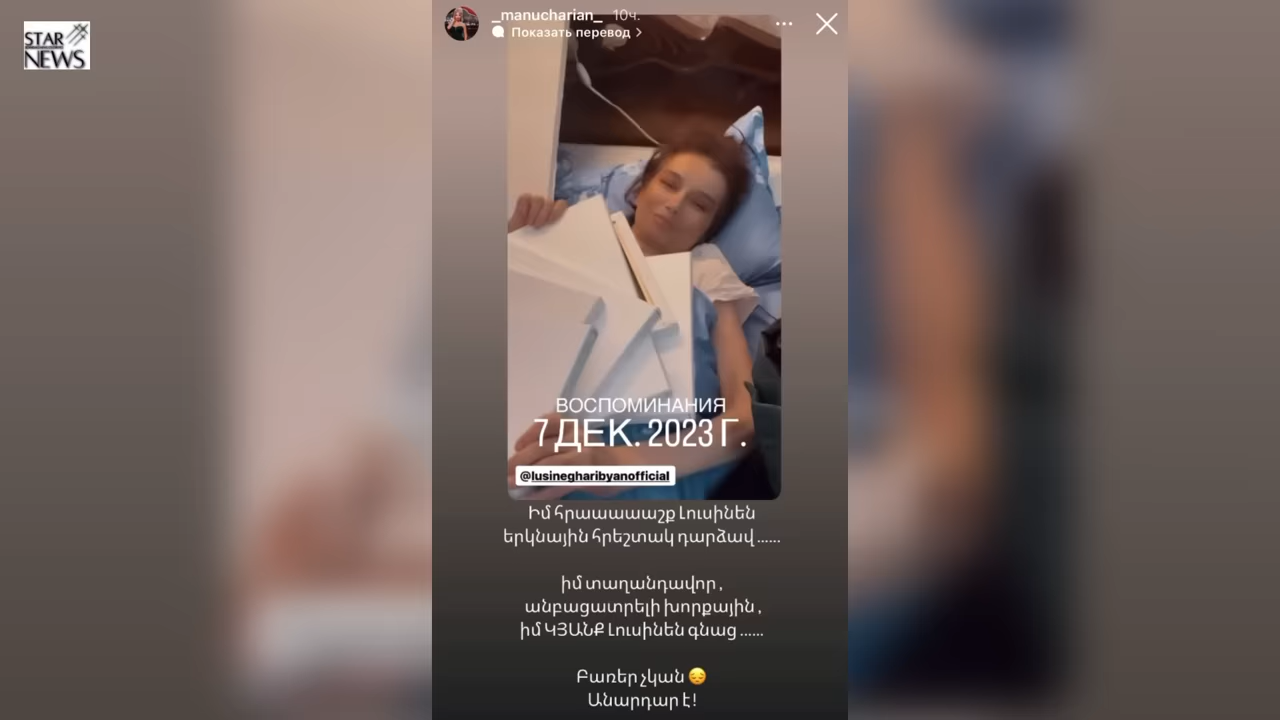 STAR
NEWS
_manucharian_ 10ч.
Показать перевод
ВОСПОМИНАНИЯ
7 ДЕК. 2023 Г.
@lusinegharibyanofficial
Իմ հրաաաաաշք Լուսինեն
երկնային հրեշտակ դարձավ ......
իմ տաղանդավոր ,
անբացատրելի խորքային ,
իմ ԿՅԱՆՔ Լուսինեն գնաց ......
Բառեր չկան 😔
Անարդար է !